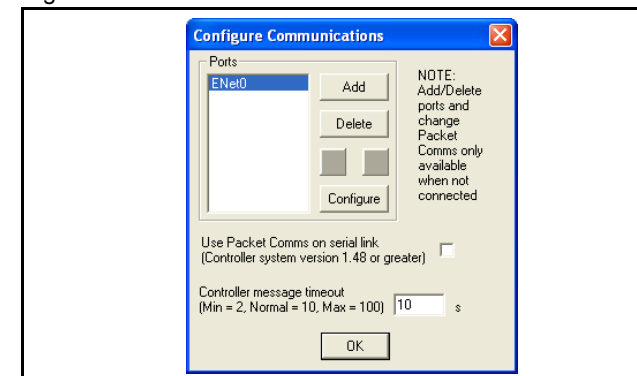 Configure Communications
Ports
ENet0
Add
Delete
Configure
NOTE:
Add/Delete
ports and
change
Packet
Comms only
available
when not
connected
Use Packet Comms on serial link
(Controller system version 1.48 or greater)
Controller message timeout
(Min = 2, Normal = 10, Max = 100) 10 s
OK